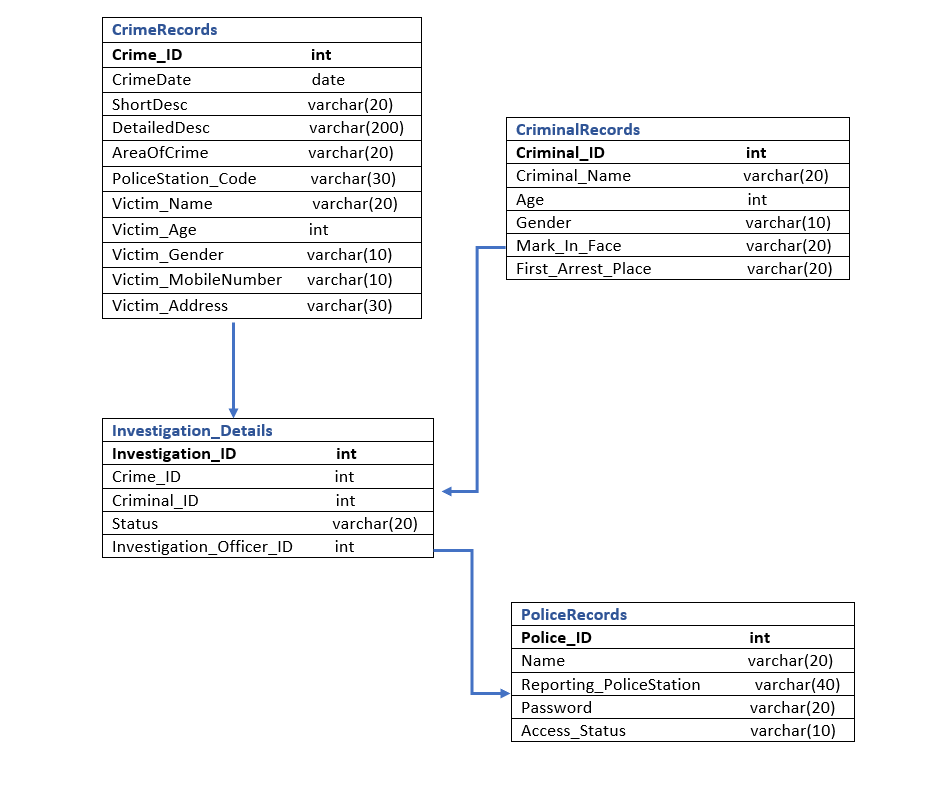 CrimeRecords
Crime_ID int
CrimeDate date
ShortDesc varchar(20)
DetailedDesc varchar(200)
AreaOfCrime varchar(20)
PoliceStation_Code varchar(30)
Victim_Name varchar(20)
Victim_Age int
Victim_Gender varchar(10)
Victim_MobileNumber varchar(10)
Victim_Address varchar(30)
CriminalRecords
Criminal_ID int
Criminal_Name varchar(20)
Age int
Gender varchar(10)
Mark_In_Face varchar(20)
First_Arrest_Place varchar(20)
Investigation_Details
Investigation_ID int
Crime_ID int
Criminal_ID int
Status varchar(20)
Investigation_Officer_ID int
PoliceRecords
Police_ID int
Name varchar(20)
Reporting_PoliceStation varchar(40)
Password varchar(20)
Access_Status varchar(10)